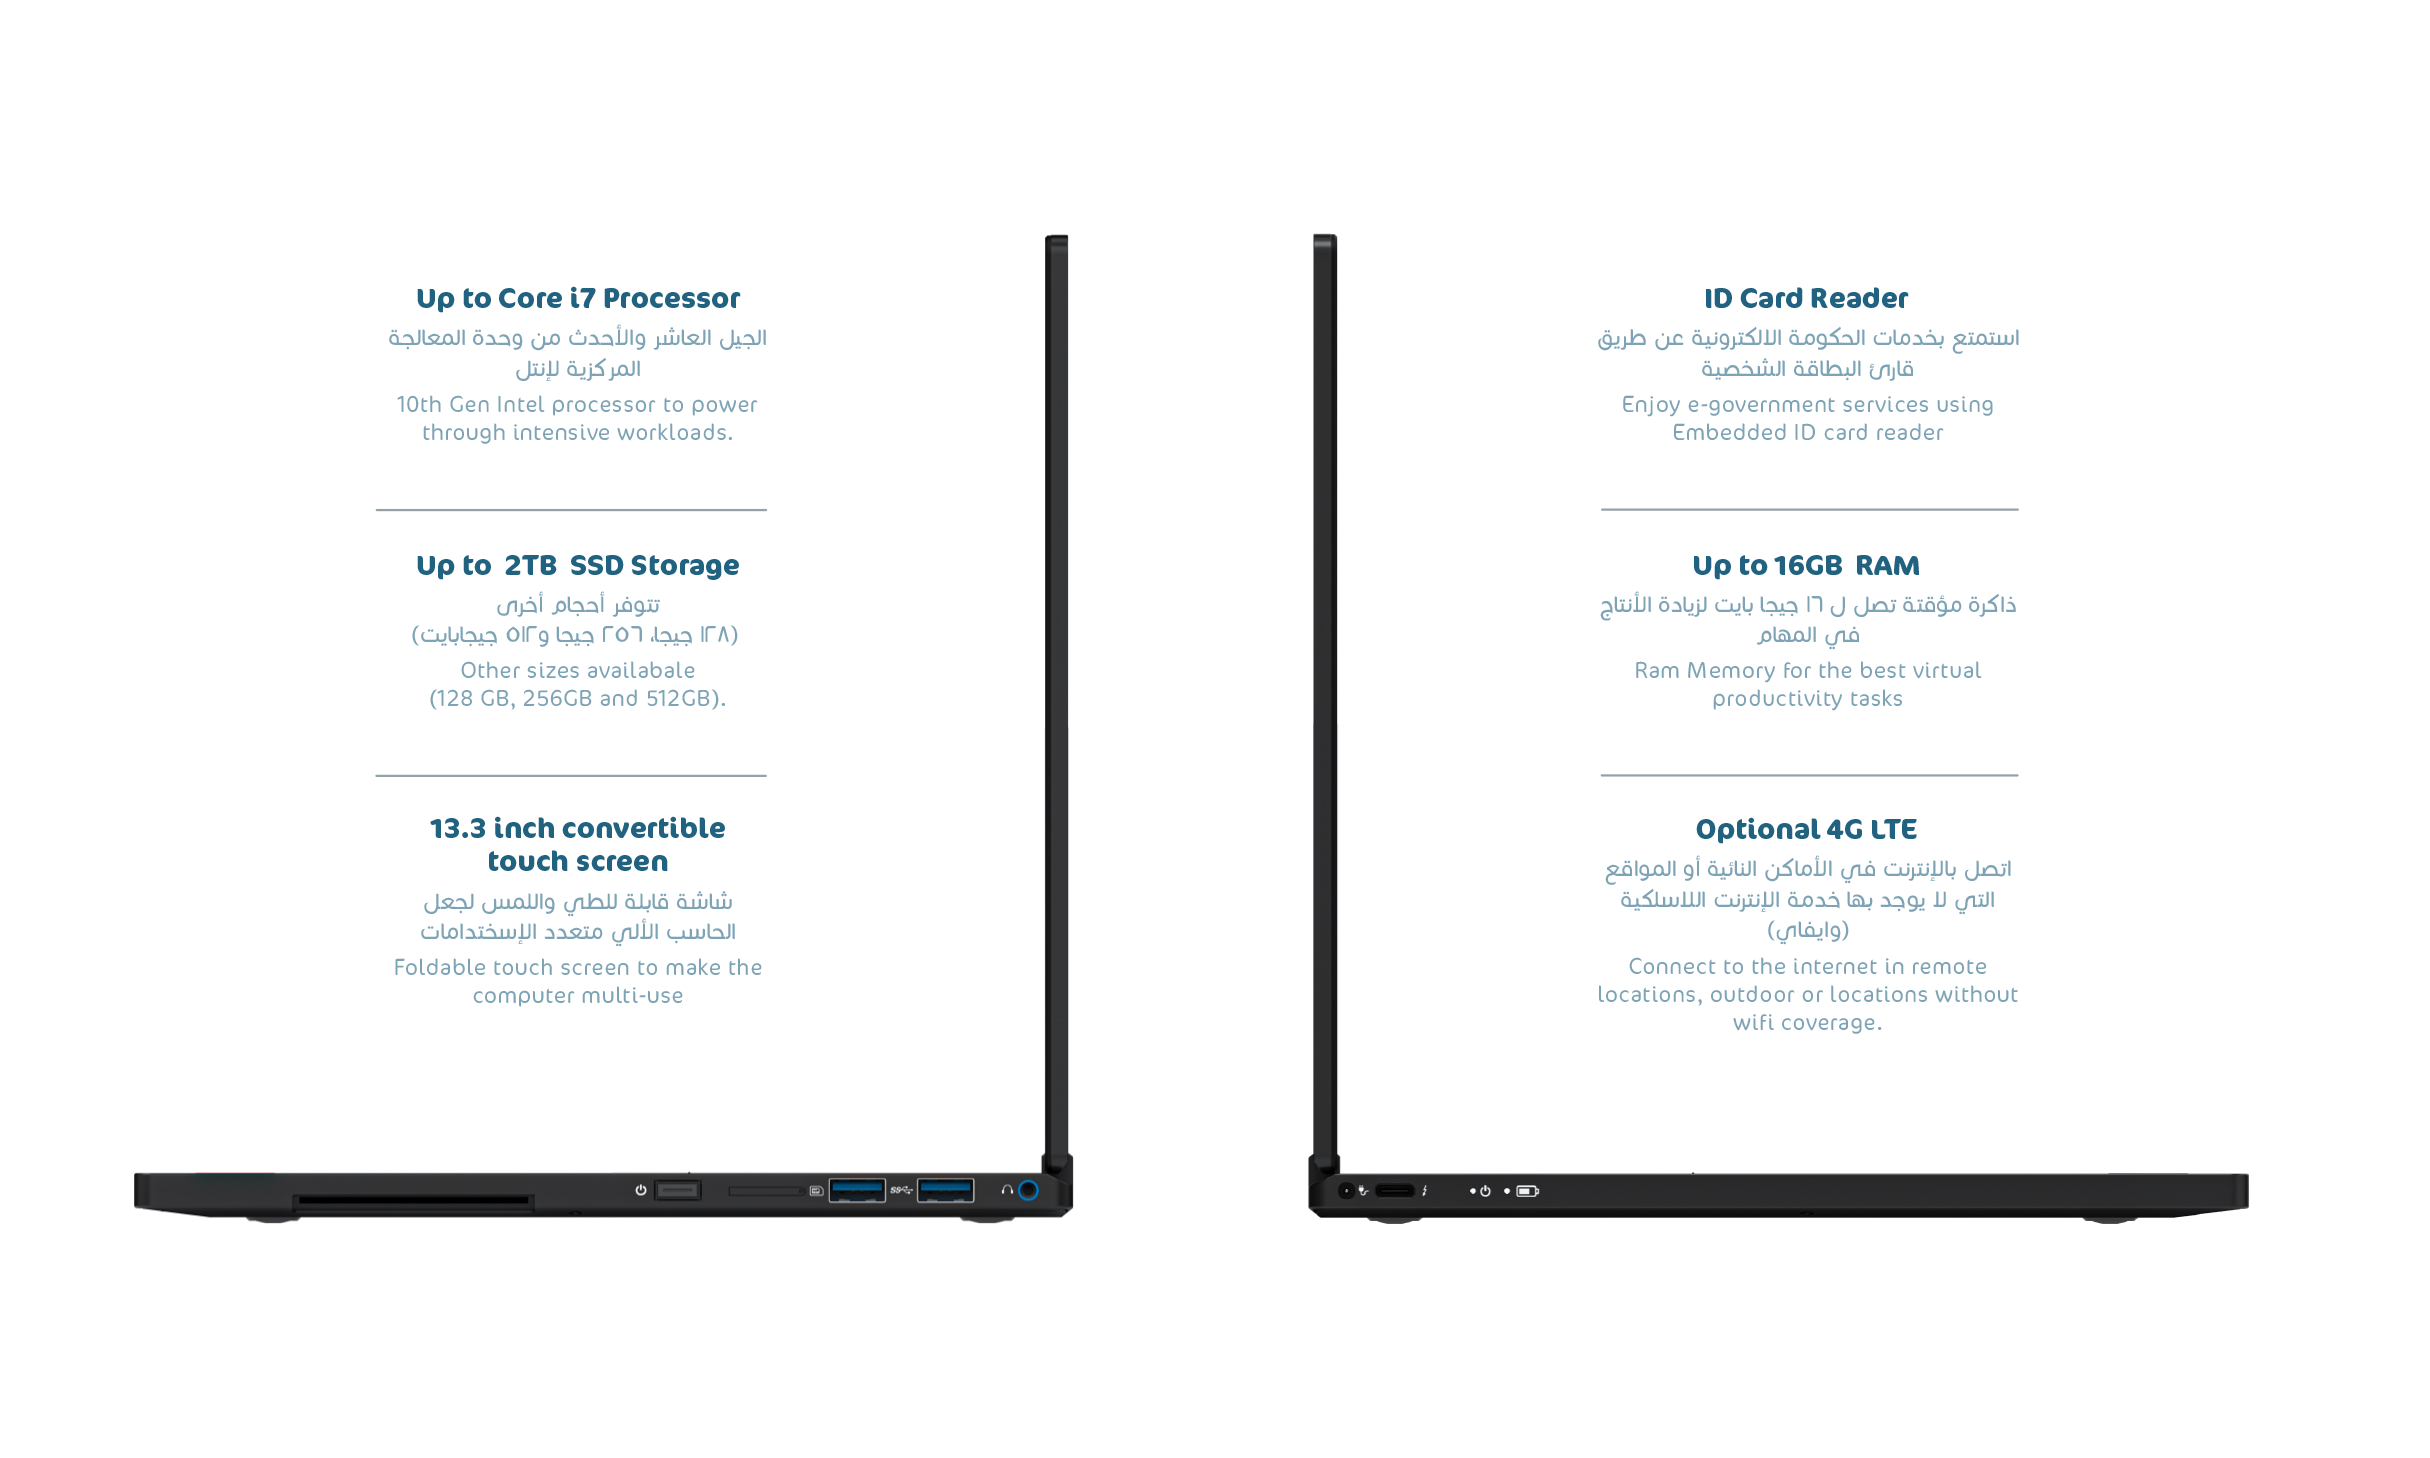 Up to Core i7 Processor
الجيل العاشر والأحدث من وحدة المعالجة
المركزية لإنتل
10th Gen Intel processor to power
through intensive workloads.
Up to 2TB SSD Storage
تتوفر أحجام أخرى
(١٢٨ جيجا، ٢٥٦ جيجا و٥١٢ جيجابايت)
Other sizes availabale
(128 GB, 256GB and 512GB).
13.3 inch convertible
touch screen
شاشة قابلة للطي واللمس لجعل
الحاسب الألي متعدد الإستخدامات
Foldable touch screen to make the
computer multi-use
ID Card Reader
استمتع بخدمات الحكومة الالكترونية عن طريق
قارئ البطاقة الشخصية
Enjoy e-government services using
Embedded ID card reader
Up to 16GB RAM
ذاكرة مؤقتة تصل ل ١٦ جيجا بايت لزيادة الأنتاج
في المهام
Ram Memory for the best virtual
productivity tasks
Optional 4G LTE
اتصل بالإنترنت في الأماكن النائية أو المواقع
التي لا يوجد بها خدمة الإنترنت اللاسلكية
(وايفاي)
Connect to the internet in remote
locations, outdoor or locations without
wifi coverage.
SS